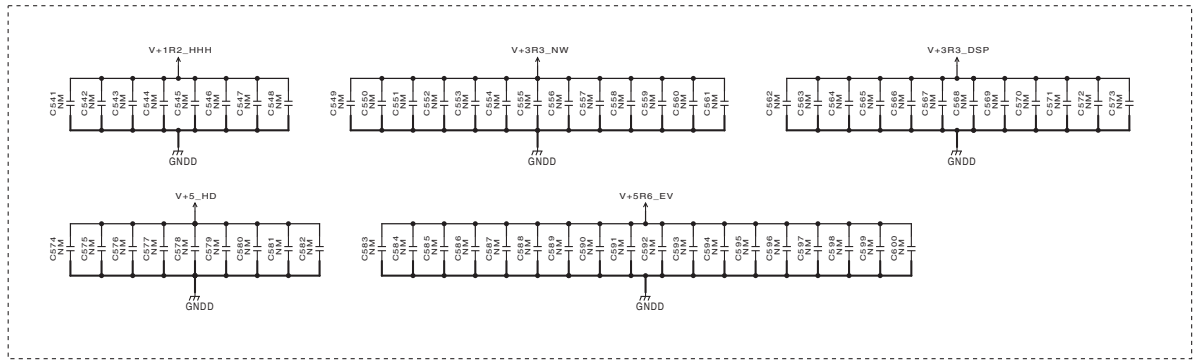 V+1R2_HHH
C541 NM
C542 NM
C543 NM
C544 NM
C545 NM
C546 NM
C547 NM
C548 NM
GNDD
V+3R3_NW
C549 NM
C550 NM
C551 NM
C552 NM
C553 NM
C554 NM
C555 NM
C556 NM
C557 NM
C558 NM
C559 NM
C560 NM
C561 NM
GNDD
V+3R3_DSP
C562 NM
C563 NM
C564 NM
C565 NM
C566 NM
C567 NM
C568 NM
C569 NM
C570 NM
C571 NM
C572 NM
C573 NM
GNDD
V+5_HD
C574 NM
C575 NM
C576 NM
C577 NM
C578 NM
C579 NM
C580 NM
C581 NM
C582 NM
GNDD
V+5R6_EV
C583 NM
C584 NM
C585 NM
C586 NM
C587 NM
C588 NM
C589 NM
C590 NM
C591 NM
C592 NM
C593 NM
C594 NM
C595 NM
C596 NM
C597 NM
C598 NM
C599 NM
C600 NM
GNDD